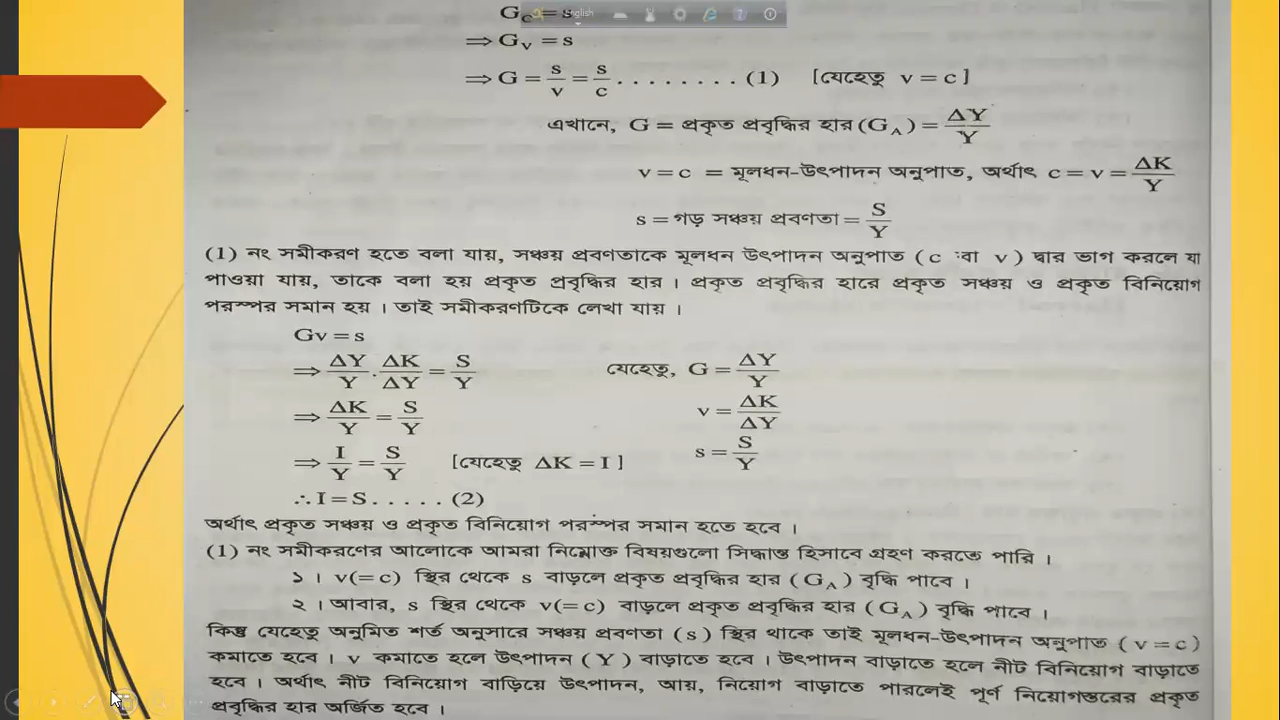 G_C = s
English
⇒ G_V = s
⇒ G = s/v = s/c . . . . . . . . (1) [যেহেতু v = c]
এখানে, G = প্রকৃত প্রবৃদ্ধির হার (G_A) = ΔY/Y
v = c = মূলধন-উৎপাদন অনুপাত, অর্থাৎ c = v = ΔK/Y
s = গড় সঞ্চয় প্রবণতা = S/Y
(1) নং সমীকরণ হতে বলা যায়, সঞ্চয় প্রবণতাকে মূলধন উৎপাদন অনুপাত ( c বা v ) দ্বার ভাগ করলে যা
পাওয়া যায়, তাকে বলা হয় প্রকৃত প্রবৃদ্ধির হার। প্রকৃত প্রবৃদ্ধির হারে প্রকৃত সঞ্চয় ও প্রকৃত বিনিয়োগ
পরস্পর সমান হয়। তাই সমীকরণটিকে লেখা যায়।
Gv = s
⇒ ΔY/Y . ΔK/ΔY = S/Y যেহেতু, G = ΔY/Y
⇒ ΔK/Y = S/Y v = ΔK/ΔY
⇒ I/Y = S/Y [যেহেতু ΔK = I] s = S/Y
∴ I = S . . . . . (2)
অর্থাৎ প্রকৃত সঞ্চয় ও প্রকৃত বিনিয়োগ পরস্পর সমান হতে হবে।
(1) নং সমীকরণের আলোকে আমরা নিম্নোক্ত বিষয়গুলো সিদ্ধান্ত হিসাবে গ্রহণ করতে পারি।
১। v(= c) স্থির থেকে s বাড়লে প্রকৃত প্রবৃদ্ধির হার (G_A) বৃদ্ধি পাবে।
২। আবার, s স্থির থেকে v(= c) বাড়লে প্রকৃত প্রবৃদ্ধির হার (G_A) বৃদ্ধি পাবে।
কিন্তু যেহেতু অনুমিত শর্ত অনুসারে সঞ্চয় প্রবণতা ( s ) স্থির থাকে তাই মূলধন-উৎপাদন অনুপাত ( v = c )
কমাতে হবে। v কমাতে হলে উৎপাদন ( Y ) বাড়াতে হবে। উৎপাদন বাড়াতে হলে নীট বিনিয়োগ বাড়াতে
হবে। অর্থাৎ নীট বিনিয়োগ বাড়িয়ে উৎপাদন, আয়, নিয়োগ বাড়াতে পারলেই পূর্ণ নিয়োগস্তরের প্রকৃত
প্রবৃদ্ধির হার অর্জিত হবে।